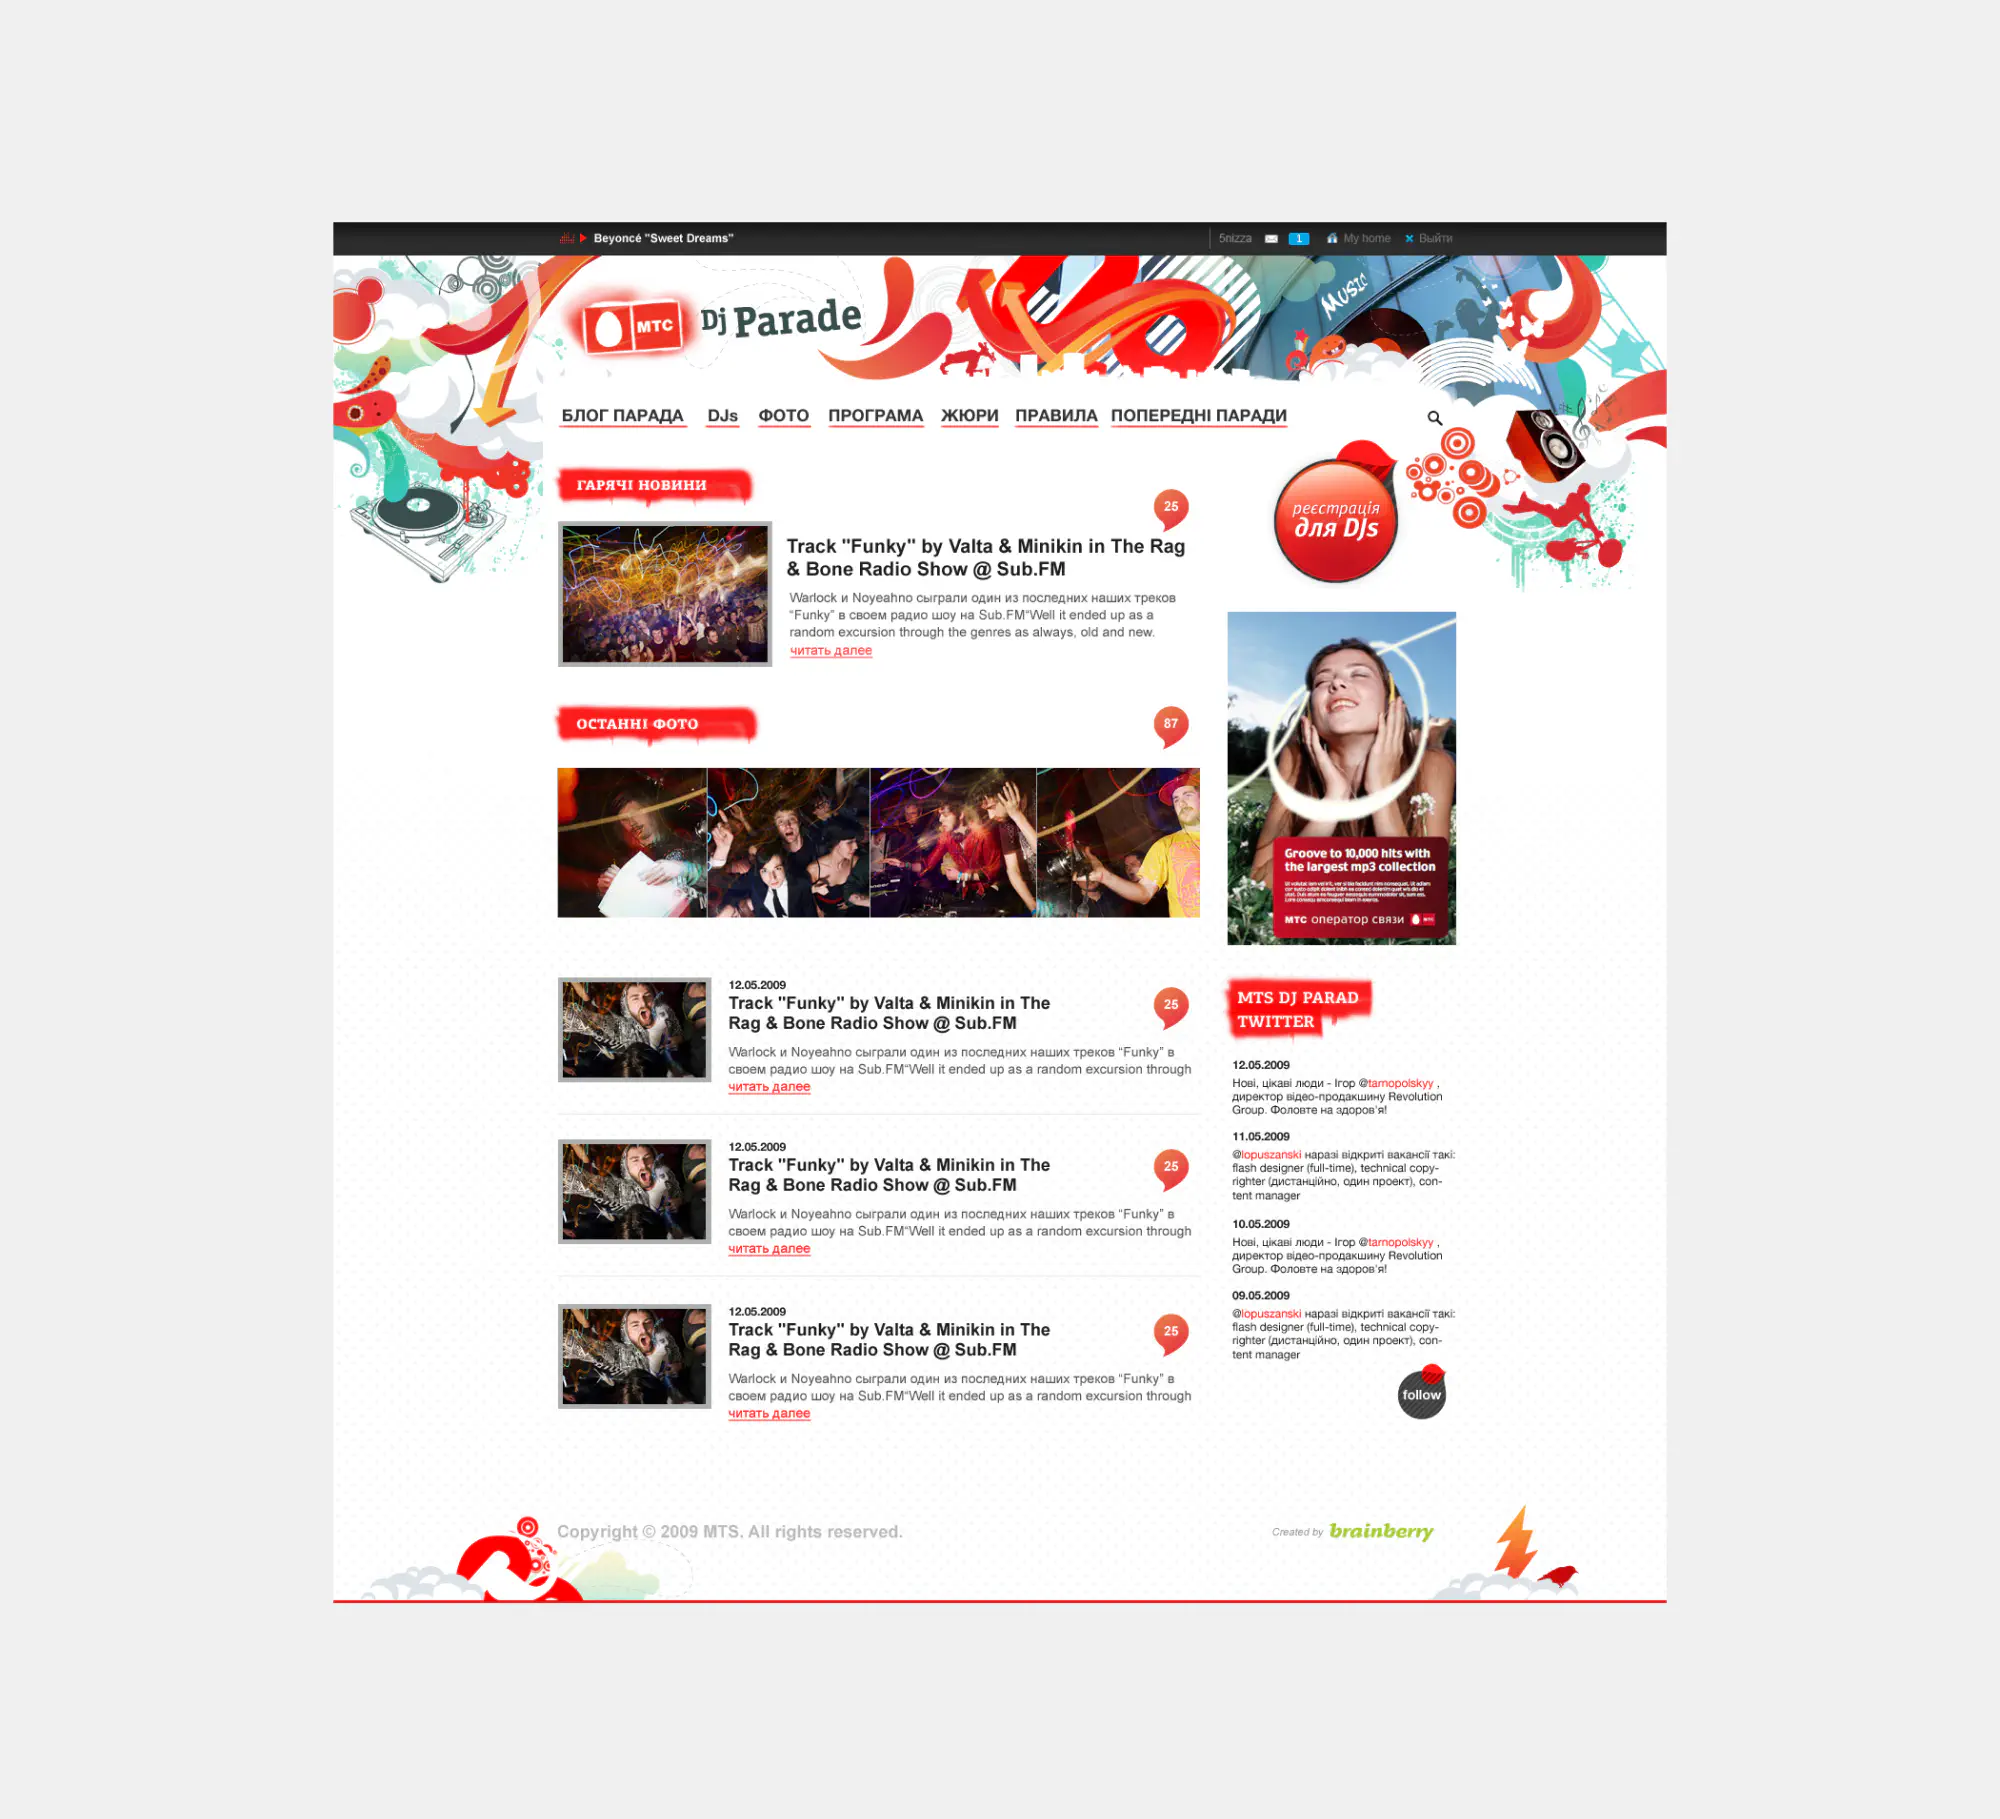 Beyoncé "Sweet Dreams"
5nizza
1
My home
Выйти
МТС
Dj Parade
MUSIC
БЛОГ ПАРАДА
DJs
ФОТО
ПРОГРАМА
ЖЮРИ
ПРАВИЛА
ПОПЕРЕДНІ ПАРАДИ
ГАРЯЧІ НОВИНИ
25
Track "Funky" by Valta & Minikin in The Rag
& Bone Radio Show @ Sub.FM
Warlock и Noyeahno сыграли один из последних наших треков
“Funky” в своем радио шоу на Sub.FM“Well it ended up as a
random excursion through the genres as always, old and new.
читать далее
реєстрація
для DJs
ОСТАННІ ФОТО
87
Groove to 10,000 hits with
the largest mp3 collection
МТС оператор связи
12.05.2009
Track "Funky" by Valta & Minikin in The
Rag & Bone Radio Show @ Sub.FM
25
Warlock и Noyeahno сыграли один из последних наших треков “Funky” в
своем радио шоу на Sub.FM“Well it ended up as a random excursion through
читать далее
12.05.2009
Track "Funky" by Valta & Minikin in The
Rag & Bone Radio Show @ Sub.FM
25
Warlock и Noyeahno сыграли один из последних наших треков “Funky” в
своем радио шоу на Sub.FM“Well it ended up as a random excursion through
читать далее
12.05.2009
Track "Funky" by Valta & Minikin in The
Rag & Bone Radio Show @ Sub.FM
25
Warlock и Noyeahno сыграли один из последних наших треков “Funky” в
своем радио шоу на Sub.FM“Well it ended up as a random excursion through
читать далее
MTS DJ PARAD
TWITTER
12.05.2009
Нові, цікаві люди - Ігор @tarnopolskyy ,
директор відео-продакшину Revolution
Group. Фоловте на здоров'я!
11.05.2009
@lopuszanski наразі відкриті вакансії такі:
flash designer (full-time), technical copy-
righter (дистанційно, один проект), con-
tent manager
10.05.2009
Нові, цікаві люди - Ігор @tarnopolskyy ,
директор відео-продакшину Revolution
Group. Фоловте на здоров'я!
09.05.2009
@lopuszanski наразі відкриті вакансії такі:
flash designer (full-time), technical copy-
righter (дистанційно, один проект), con-
tent manager
follow
Copyright © 2009 MTS. All rights reserved.
Created by brainberry